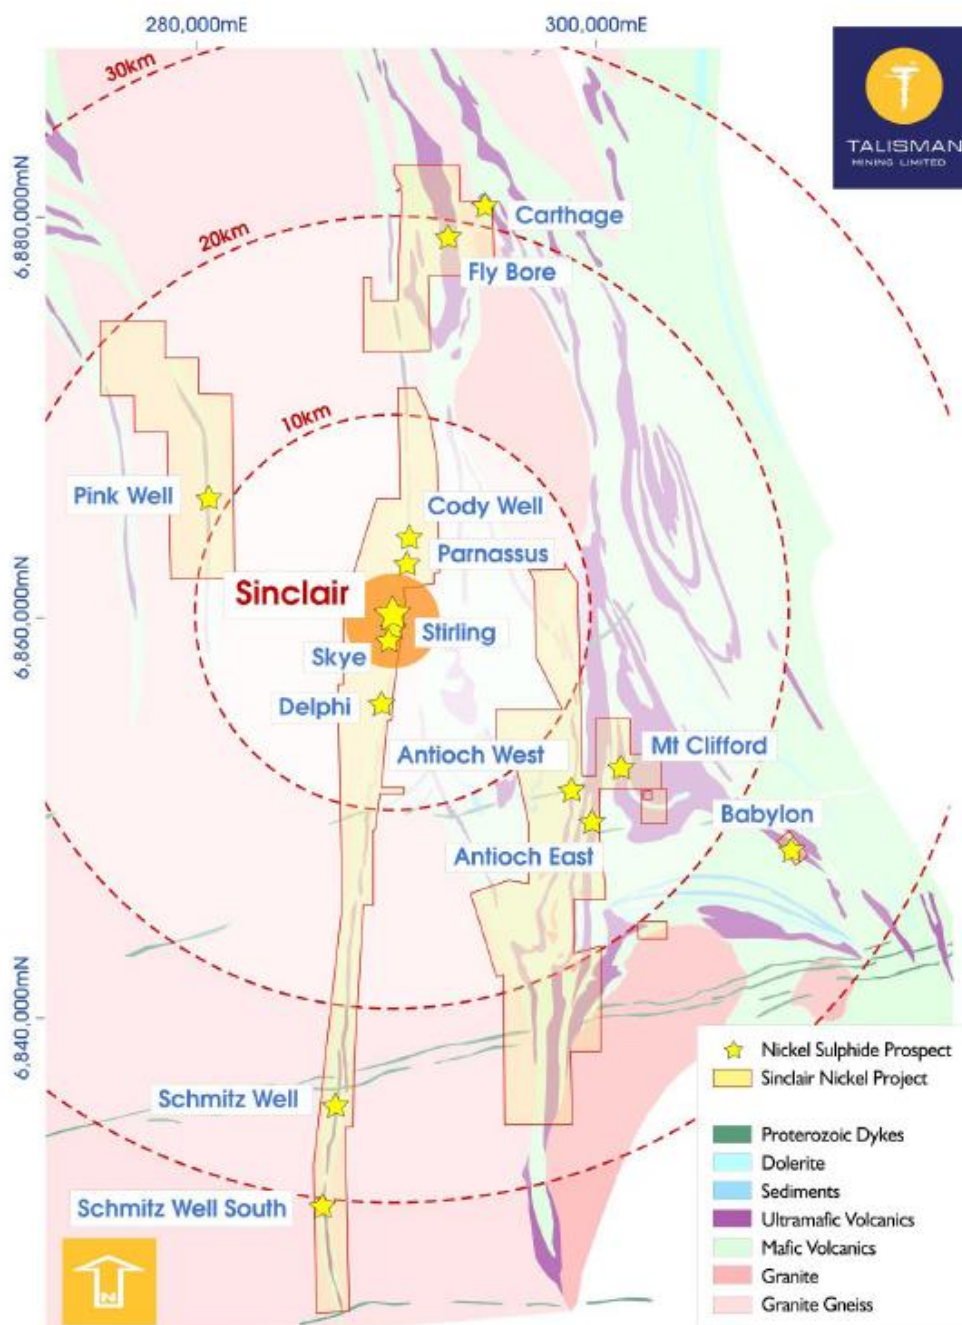 280,000mE
300,000mE
30km
TALISMAN
MINING LIMITED
6,880,000mN
Carthage
20km
Fly Bore
10km
Pink Well
Cody Well
Parnassus
Sinclair
6,860,000mN
Stirling
Skye
Delphi
Antioch West
Mt Clifford
Babylon
Antioch East
6,840,000mN
Schmitz Well
Schmitz Well South
N
Nickel Sulphide Prospect
Sinclair Nickel Project
Proterozoic Dykes
Dolerite
Sediments
Ultramafic Volcanics
Mafic Volcanics
Granite
Granite Gneiss